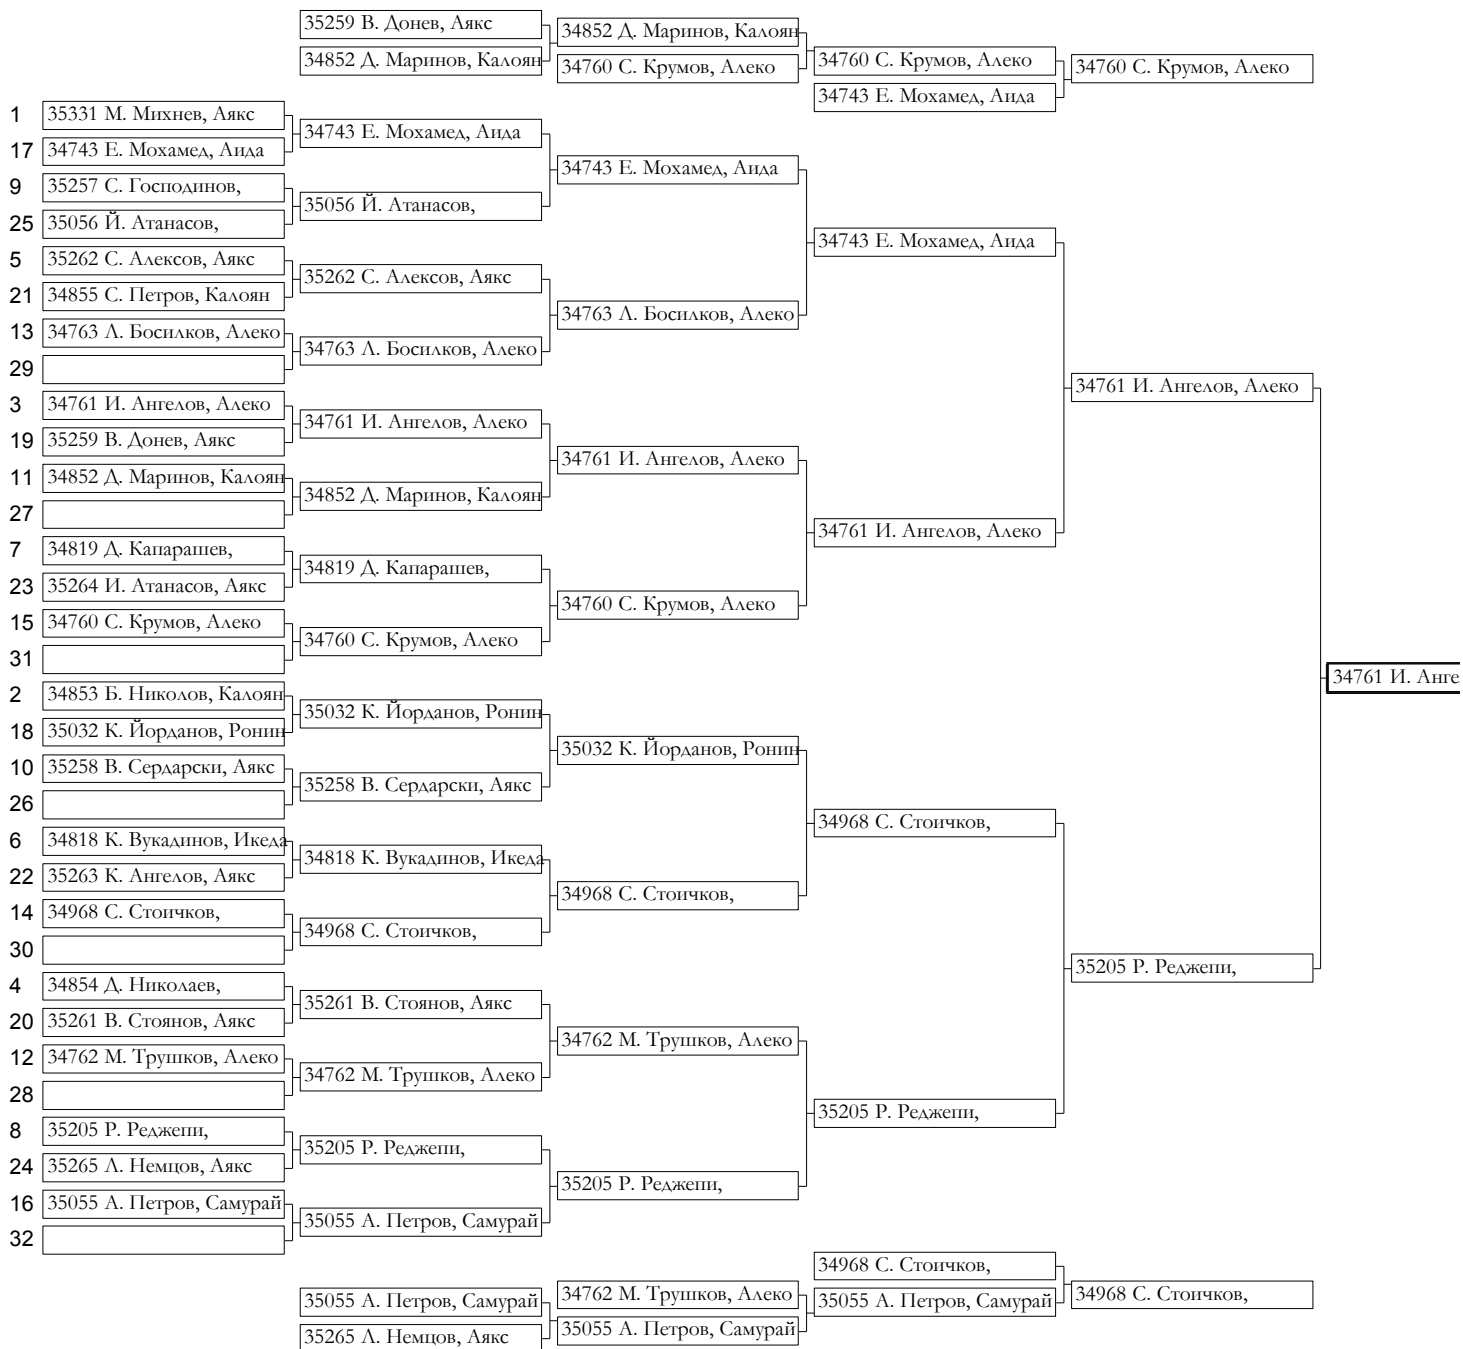 35259 В. Донев, Аякс
34852 Д. Маринов, Калоян
34852 Д. Маринов, Калоян
34760 С. Крумов, Алеко
34760 С. Крумов, Алеко
34743 Е. Мохамед, Аида
34760 С. Крумов, Алеко
1 35331 М. Михнев, Аякс
17 34743 Е. Мохамед, Аида
9 35257 С. Господинов,
25 35056 Й. Атанасов,
5 35262 С. Алексов, Аякс
21 34855 С. Петров, Калоян
13 34763 Л. Босилков, Алеко
29
3 34761 И. Ангелов, Алеко
19 35259 В. Донев, Аякс
11 34852 Д. Маринов, Калоян
27
7 34819 Д. Капарашев,
23 35264 И. Атанасов, Аякс
15 34760 С. Крумов, Алеко
31
2 34853 Б. Николов, Калоян
18 35032 К. Йорданов, Ронин
10 35258 В. Сердарски, Аякс
26
6 34818 К. Вукадинов, Икеда
22 35263 К. Ангелов, Аякс
14 34968 С. Стоичков,
30
4 34854 Д. Николаев,
20 35261 В. Стоянов, Аякс
12 34762 М. Трушков, Алеко
28
8 35205 Р. Реджепи,
24 35265 Л. Немцов, Аякс
16 35055 А. Петров, Самурай
32
34743 Е. Мохамед, Аида
35056 Й. Атанасов,
35262 С. Алексов, Аякс
34763 Л. Босилков, Алеко
34761 И. Ангелов, Алеко
34852 Д. Маринов, Калоян
34819 Д. Капарашев,
34760 С. Крумов, Алеко
35032 К. Йорданов, Ронин
35258 В. Сердарски, Аякс
34818 К. Вукадинов, Икеда
34968 С. Стоичков,
35261 В. Стоянов, Аякс
34762 М. Трушков, Алеко
35205 Р. Реджепи,
35055 А. Петров, Самурай
34743 Е. Мохамед, Аида
34763 Л. Босилков, Алеко
34761 И. Ангелов, Алеко
34760 С. Крумов, Алеко
35032 К. Йорданов, Ронин
34968 С. Стоичков,
34762 М. Трушков, Алеко
35205 Р. Реджепи,
34743 Е. Мохамед, Аида
34761 И. Ангелов, Алеко
34968 С. Стоичков,
35205 Р. Реджепи,
34761 И. Ангелов, Алеко
35205 Р. Реджепи,
34761 И. Анге
35055 А. Петров, Самурай
35265 Л. Немцов, Аякс
34762 М. Трушков, Алеко
35055 А. Петров, Самурай
34968 С. Стоичков,
35055 А. Петров, Самурай
34968 С. Стоичков,